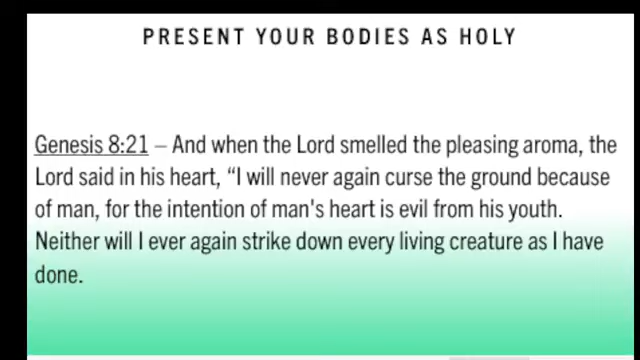 PRESENT YOUR BODIES AS HOLY
Genesis 8:21 – And when the Lord smelled the pleasing aroma, the
Lord said in his heart, “I will never again curse the ground because
of man, for the intention of man's heart is evil from his youth.
Neither will I ever again strike down every living creature as I have
done.